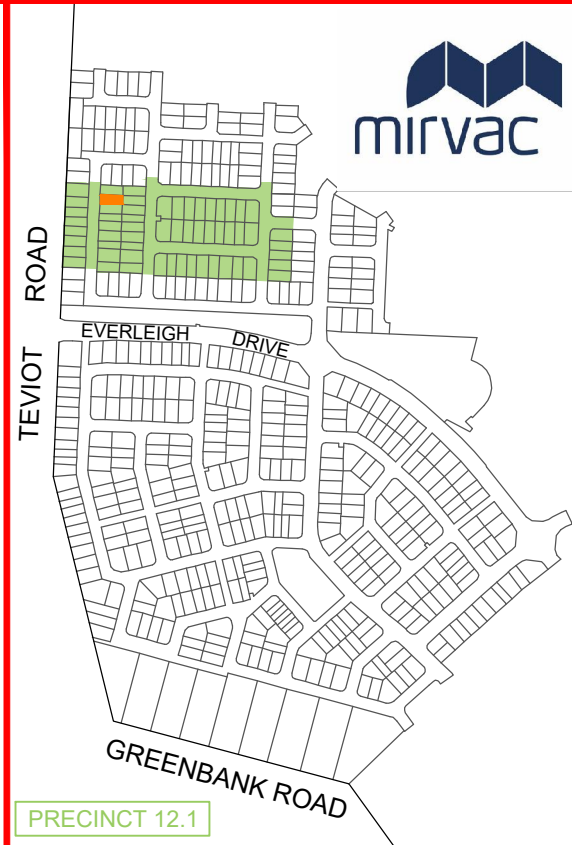 mirvac
TEVIOT ROAD
EVERLEIGH DRIVE
GREENBANK ROAD
PRECINCT 12.1